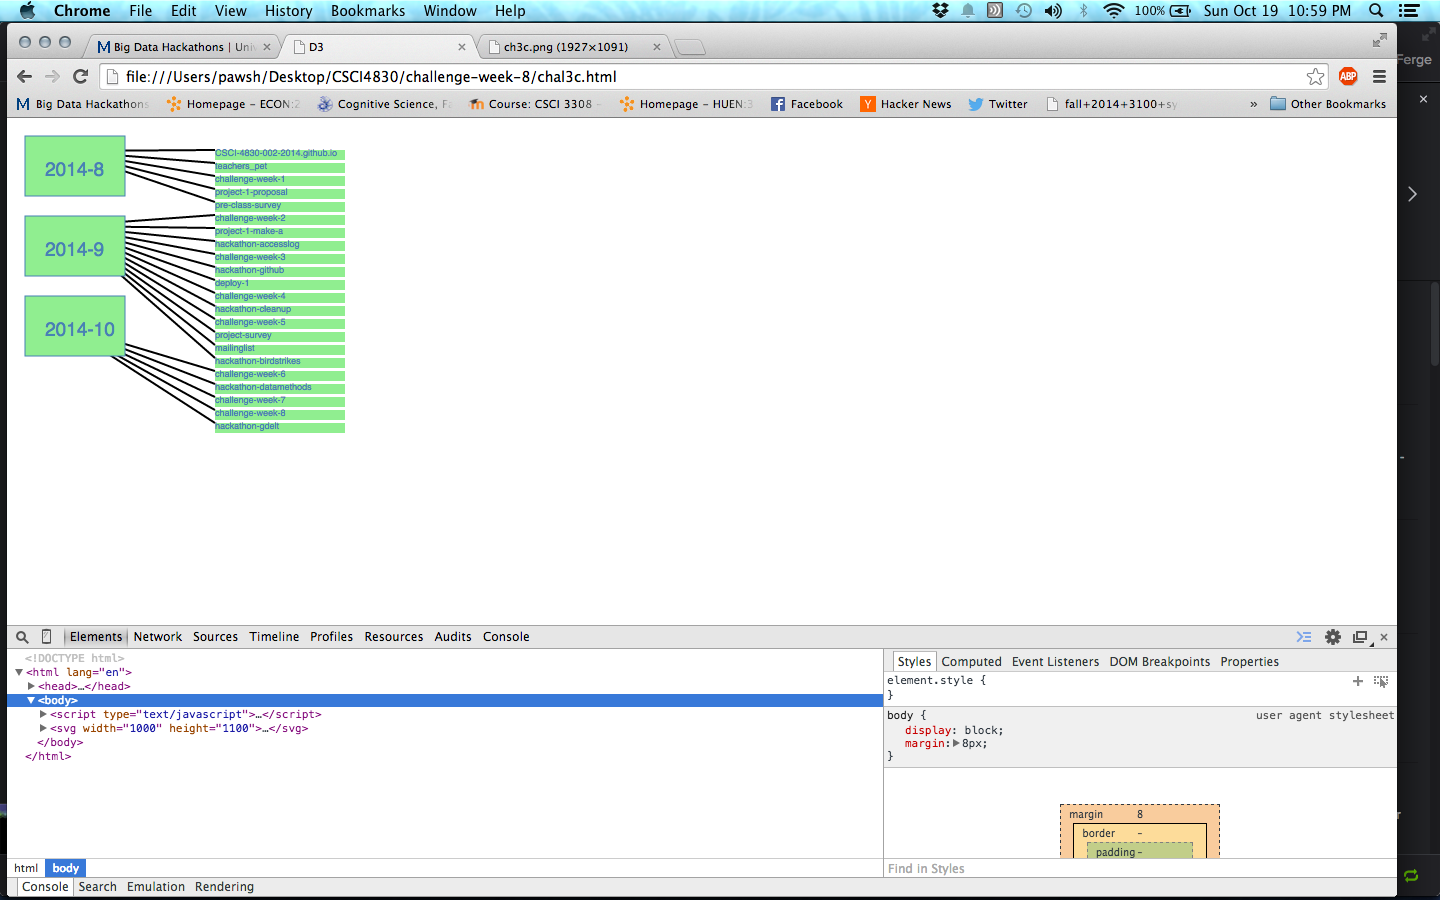 Chrome File Edit View History Bookmarks Window Help 100% Sun Oct 19 10:59 PM
M Big Data Hackathons | Uni × D3 × ch3c.png (1927×1091) ×
Ferge
file:///Users/pawsh/Desktop/CSCI4830/challenge-week-8/chal3c.html ABP
M Big Data Hackathons Homepage – ECON:2 Cognitive Science, F Course: CSCI 3308 – Homepage – HUEN:3 Facebook Y Hacker News Twitter fall+2014+3100+sy » Other Bookmarks
2014-8
2014-9
2014-10
CSCI-4830-002-2014.github.io
teachers_pet
challenge-week-1
project-1-proposal
pre-class-survey
challenge-week-2
project-1-make-a
hackathon-accesslog
challenge-week-3
hackathon-github
deploy-1
challenge-week-4
hackathon-cleanup
challenge-week-5
project-survey
mailinglist
hackathon-birdstrikes
challenge-week-6
hackathon-datamethods
challenge-week-7
challenge-week-8
hackathon-gdelt
Elements Network Sources Timeline Profiles Resources Audits Console
<!DOCTYPE html>
<html lang="en">
<head>…</head>
<body>
<script type="text/javascript">…</script>
<svg width="1000" height="1100">…</svg>
</body>
</html>
Styles Computed Event Listeners DOM Breakpoints Properties
element.style {
}
body { user agent stylesheet
display: block;
margin: 8px;
}
margin 8
border -
padding -
html body
Find in Styles
Console Search Emulation Rendering